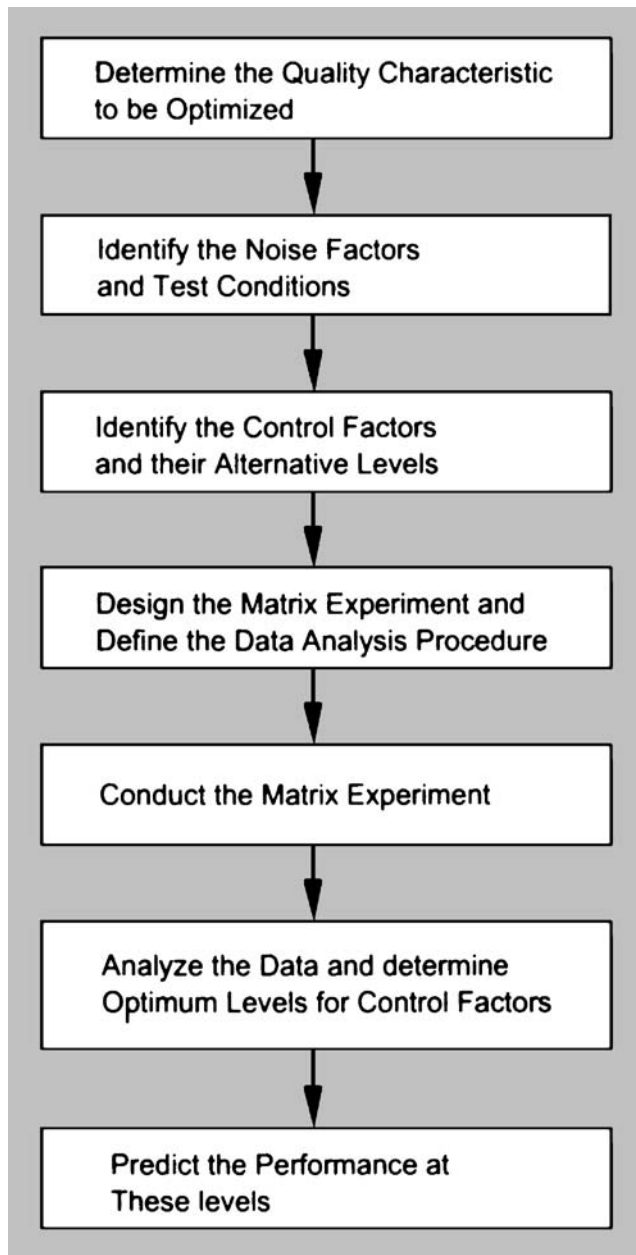 Determine the Quality Characteristic
to be Optimized
Identify the Noise Factors
and Test Conditions
Identify the Control Factors
and their Alternative Levels
Design the Matrix Experiment and
Define the Data Analysis Procedure
Conduct the Matrix Experiment
Analyze the Data and determine
Optimum Levels for Control Factors
Predict the Performance at
These levels